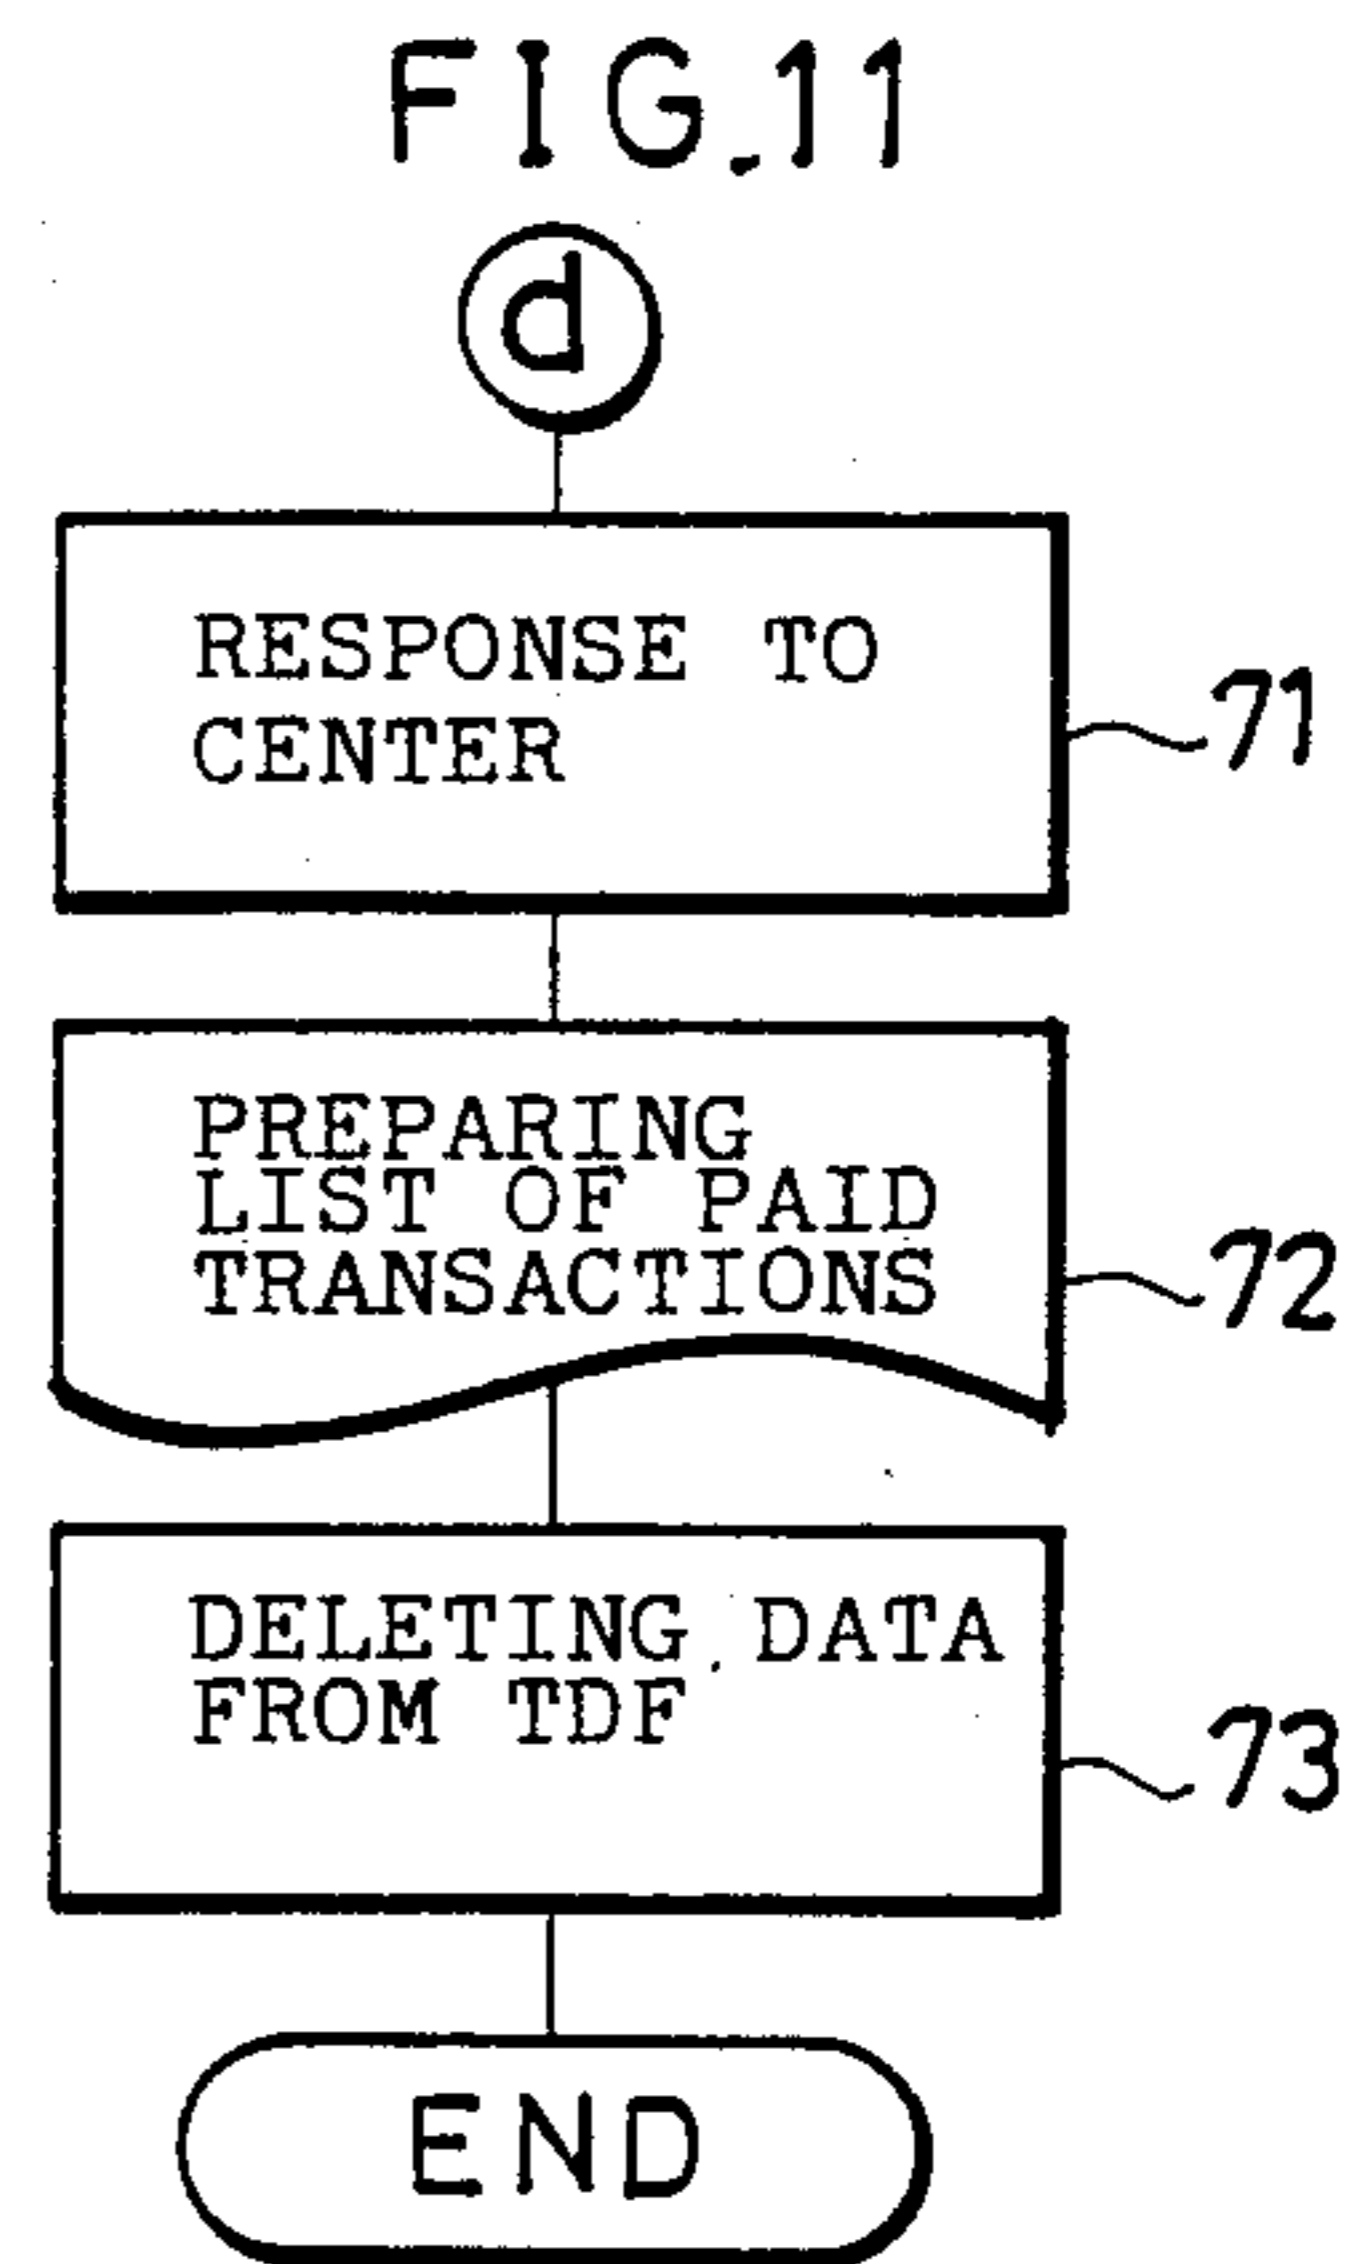 FIG.11
d
RESPONSE TO
CENTER
71
PREPARING
LIST OF PAID
TRANSACTIONS
72
DELETING DATA
FROM TDF
73
END